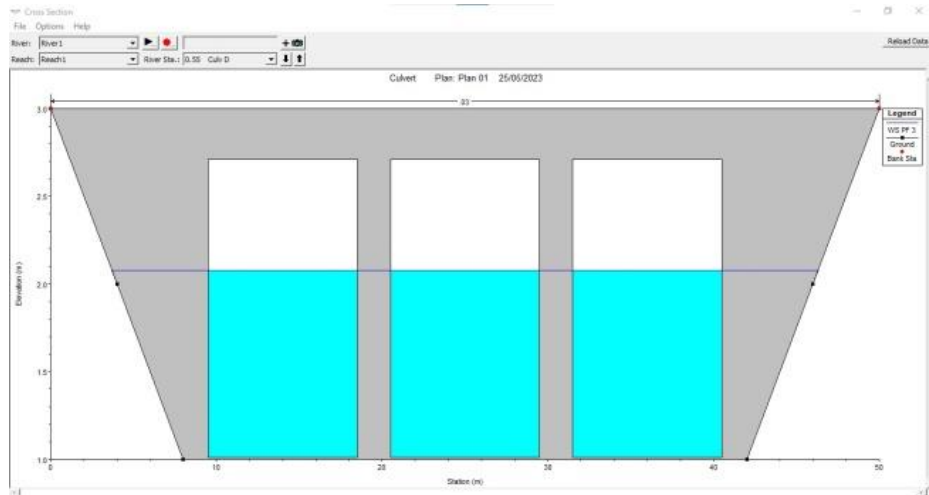 Cross Section
File Options Help
River: River1
Reload Data
Reach: Reach1 River Sta.: 0.55 Culv D
Culvert Plan: Plan 01 25/05/2023
.03
Legend
WS PF 3
Ground
Bank Sta
3.0
2.5
2.0
1.5
1.0
Elevation (m)
0 10 20 30 40 50
Station (m)